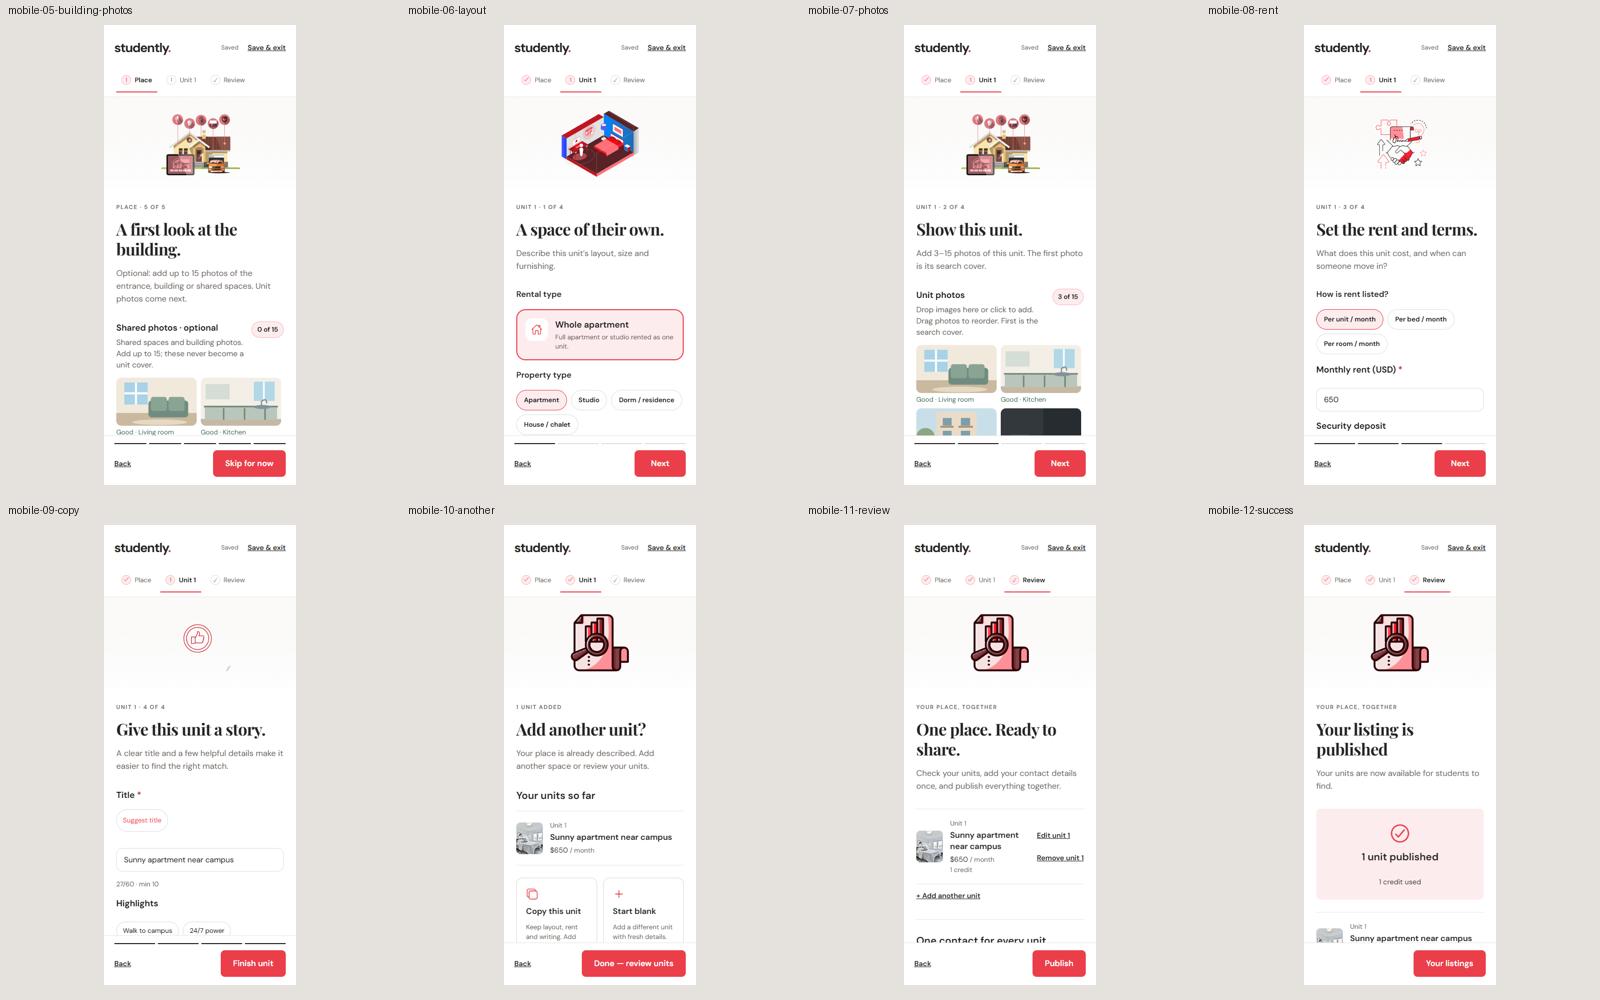 mobile-05-building-photos
studently.
Saved
Save & exit
Place
Unit 1
Review
PLACE · 5 OF 5
A first look at the
building.
Optional: add up to 15 photos of the
entrance, building or shared spaces. Unit
photos come next.
Shared photos · optional
0 of 15
Shared spaces and building photos.
Add up to 15; these never become a
unit cover.
Good · Living room
Good · Kitchen
Back
Skip for now
mobile-06-layout
studently.
Saved
Save & exit
Place
Unit 1
Review
UNIT 1 · 1 OF 4
A space of their own.
Describe this unit's layout, size and
furnishing.
Rental type
Whole apartment
Full apartment or studio rented as one
unit.
Property type
Apartment
Studio
Dorm / residence
House / chalet
Back
Next
mobile-07-photos
studently.
Saved
Save & exit
Place
Unit 1
Review
UNIT 1 · 2 OF 4
Show this unit.
Add 3–15 photos of this unit. The first photo
is its search cover.
Unit photos
3 of 15
Drop images here or click to add.
Drag photos to reorder. First is the
search cover.
Good · Living room
Good · Kitchen
Back
Next
mobile-08-rent
studently.
Saved
Save & exit
Place
Unit 1
Review
UNIT 1 · 3 OF 4
Set the rent and terms.
What does this unit cost, and when can
someone move in?
How is rent listed?
Per unit / month
Per bed / month
Per room / month
Monthly rent (USD) *
650
Security deposit
Back
Next
mobile-09-copy
studently.
Saved
Save & exit
Place
Unit 1
Review
UNIT 1 · 4 OF 4
Give this unit a story.
A clear title and a few helpful details make it
easier to find the right match.
Title *
Suggest title
Sunny apartment near campus
27/60 · min 10
Highlights
Walk to campus
24/7 power
Back
Finish unit
mobile-10-another
studently.
Saved
Save & exit
Place
Unit 1
Review
1 UNIT ADDED
Add another unit?
Your place is already described. Add
another space or review your units.
Your units so far
Unit 1
Sunny apartment near campus
$650 / month
Copy this unit
Keep layout, rent
and writing. Add
Start blank
Add a different unit
with fresh details.
Back
Done — review units
mobile-11-review
studently.
Saved
Save & exit
Place
Unit 1
Review
YOUR PLACE, TOGETHER
One place. Ready to
share.
Check your units, add your contact details
once, and publish everything together.
Unit 1
Sunny apartment
near campus
$650 / month
1 credit
Edit unit 1
Remove unit 1
+ Add another unit
One contact for every unit
Back
Publish
mobile-12-success
studently.
Saved
Save & exit
Place
Unit 1
Review
YOUR PLACE, TOGETHER
Your listing is
published
Your units are now available for students to
find.
1 unit published
1 credit used
Unit 1
Sunny apartment near campus
Your listings